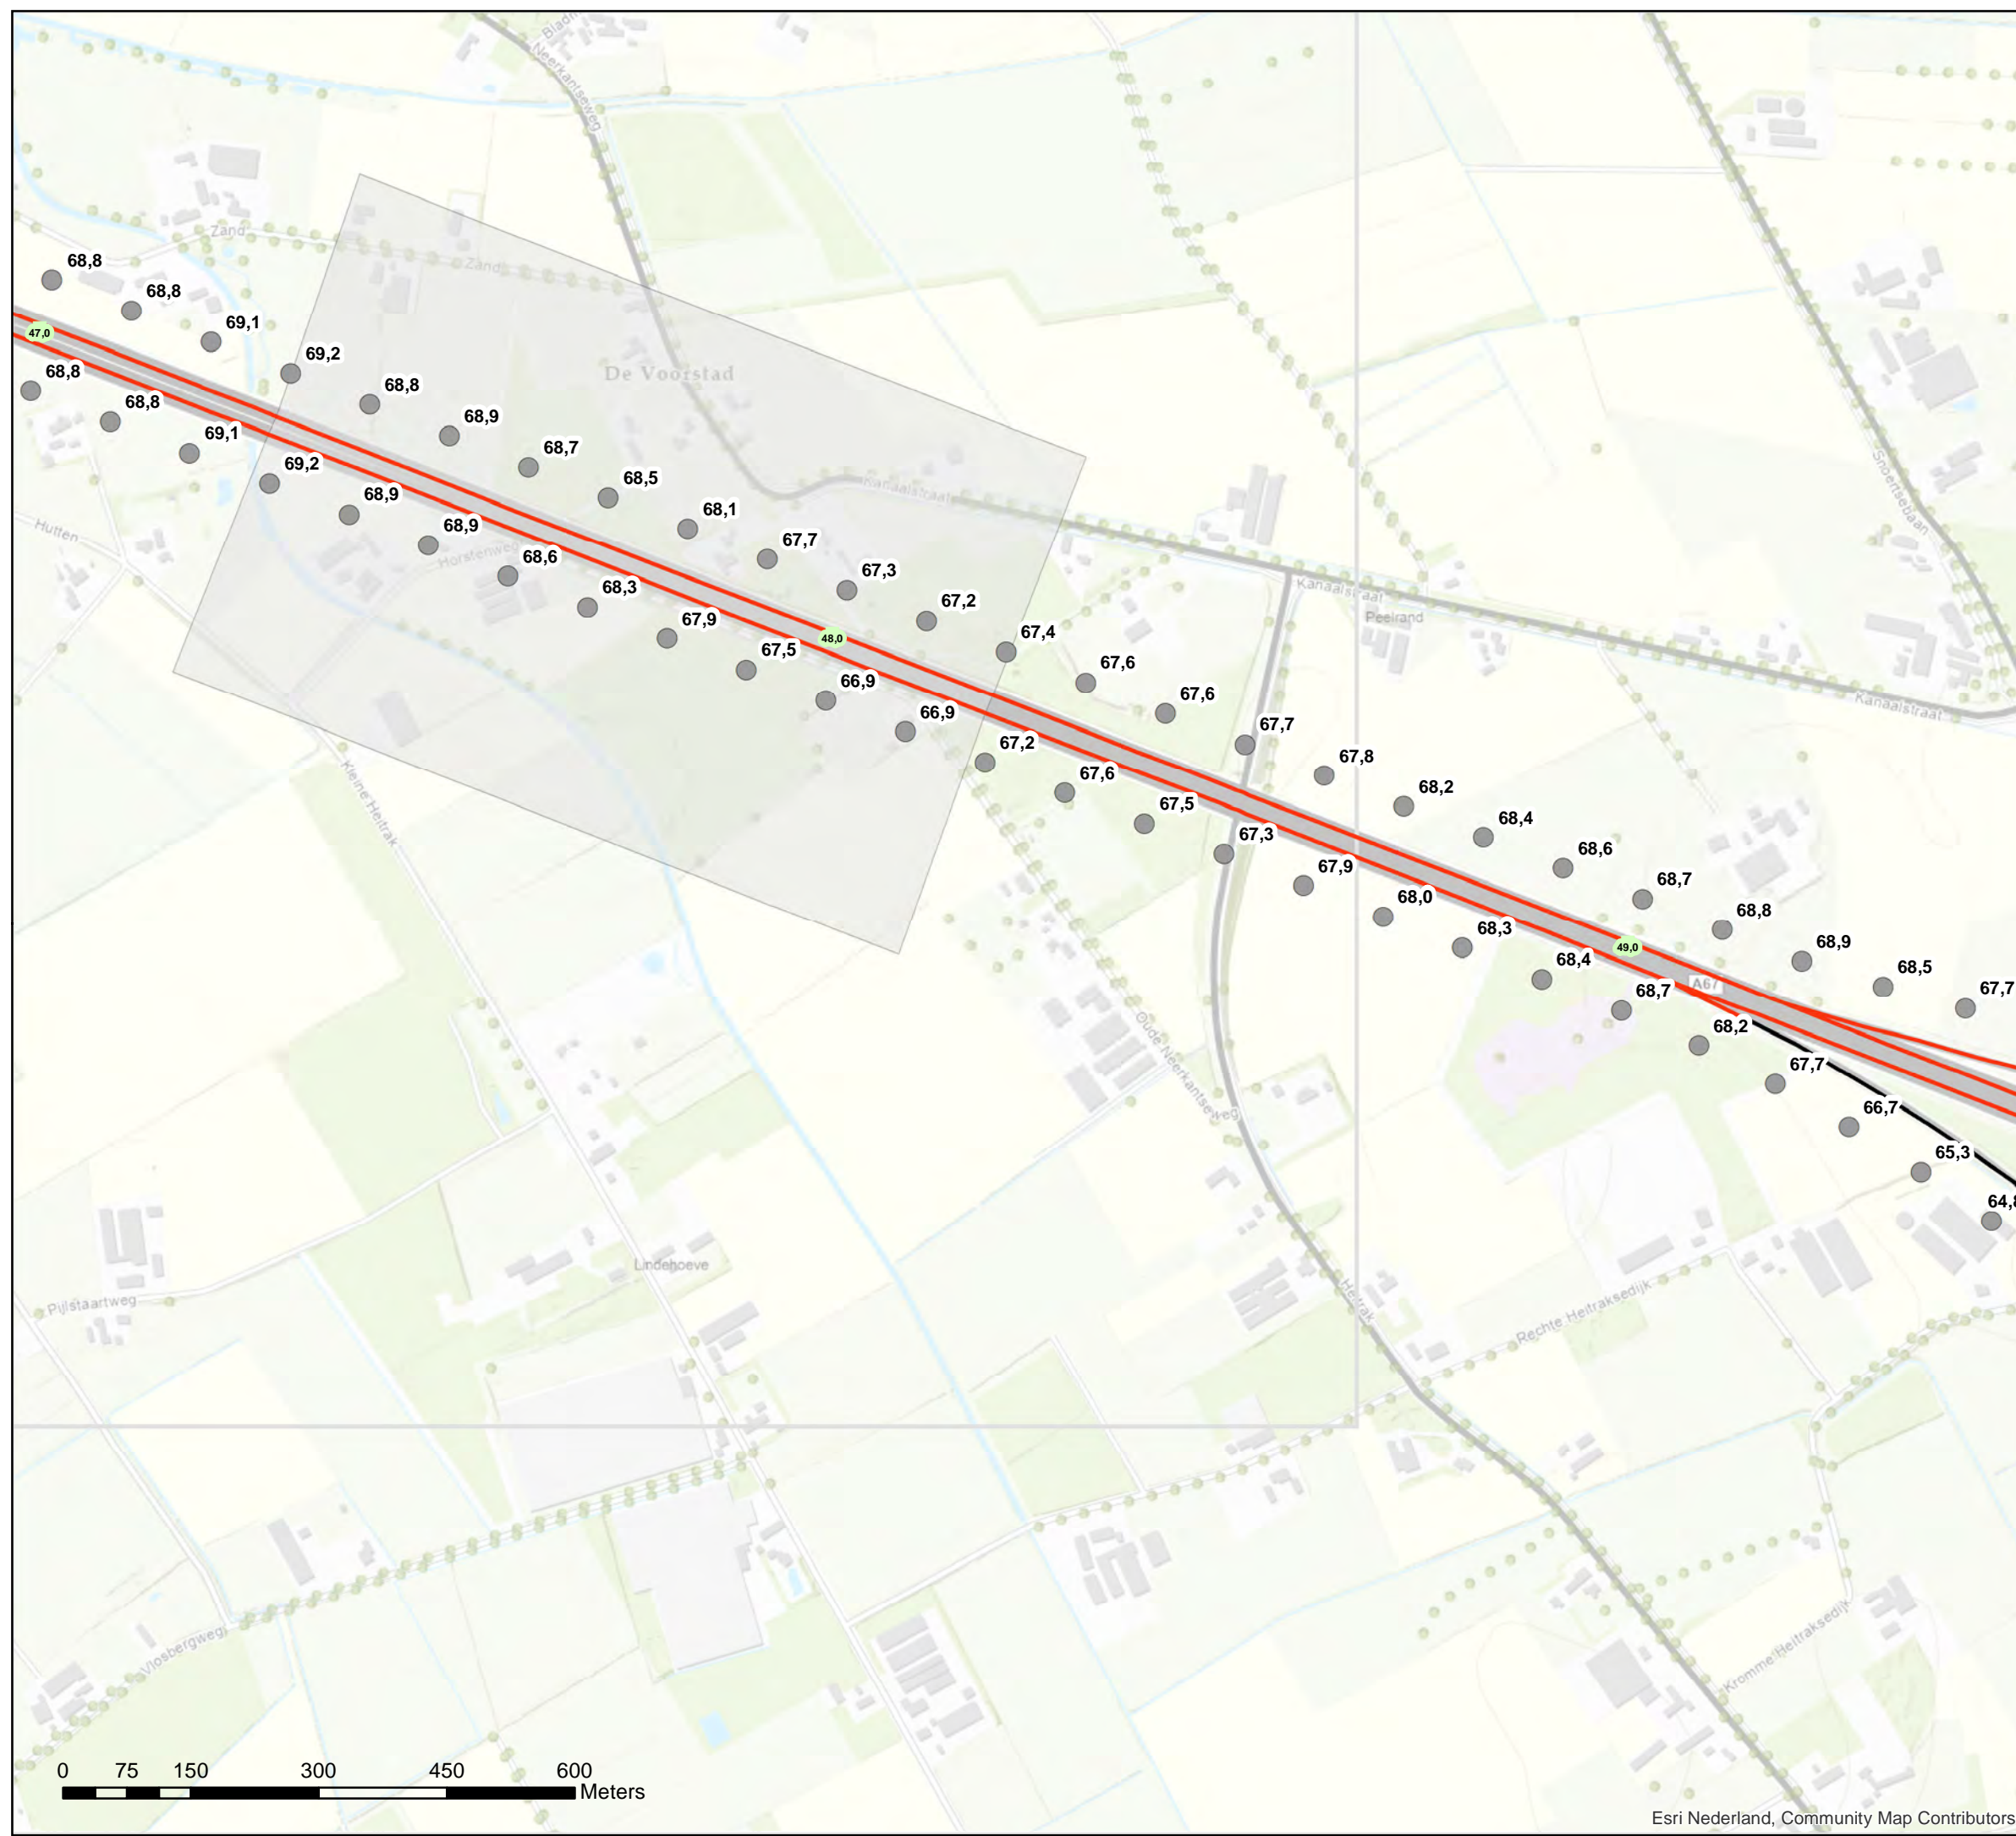 Neerkantseweg
Zand
Zand
68,8
68,8
69,1
47,0
69,2
68,8
De Voorstad
68,8
68,8
68,9
69,1
68,7
69,2
68,5
Kanaalstraat
68,9
68,1
Snoertsebaan
Hutten
68,9
Horstenweg
68,6
67,7
67,3
Kanaalstraat
68,3
67,2
Peelrand
67,9
48,0
67,4
67,5
67,6
66,9
67,6
Kanaalstraat
66,9
67,7
67,2
67,8
67,6
Kleine Heitrak
67,5
68,2
68,4
67,3
68,6
67,9
68,7
68,0
68,8
68,3
49,0
68,9
68,4
68,5
A67
68,7
67,7
68,2
Oude Neerkantseweg
67,7
66,7
65,3
64,8
Lindehoeve
Pijlstaartweg
Heitrak
Rechte Heitraksedijk
Vlosbergweg
Kromme Heitraksedijk
0 75 150 300 450 600
Meters
Esri Nederland, Community Map Contributors